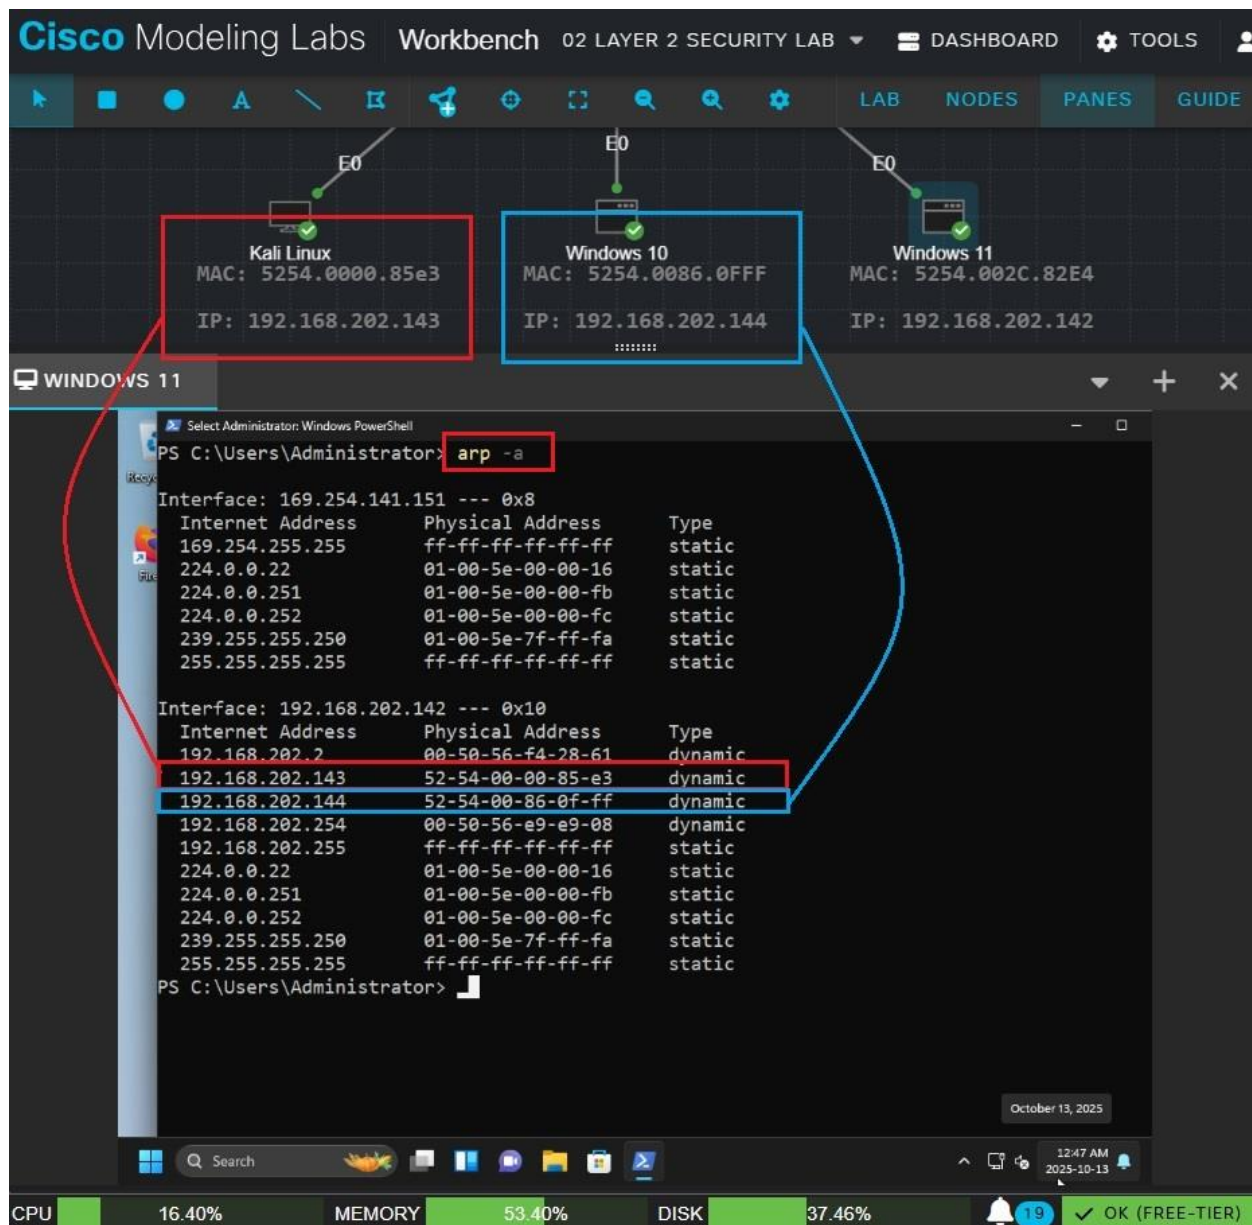 Cisco Modeling Labs Workbench 02 LAYER 2 SECURITY LAB DASHBOARD TOOLS
A LAB NODES PANES GUIDE
E0 E0 E0
Kali Linux Windows 10 Windows 11
MAC: 5254.0000.85e3 MAC: 5254.0086.0FFF MAC: 5254.002C.82E4
IP: 192.168.202.143 IP: 192.168.202.144 IP: 192.168.202.142
WINDOWS 11
Select Administrator: Windows PowerShell
PS C:\Users\Administrator> arp -a
Interface: 169.254.141.151 --- 0x8
Internet Address Physical Address Type
169.254.255.255 ff-ff-ff-ff-ff-ff static
224.0.0.22 01-00-5e-00-00-16 static
224.0.0.251 01-00-5e-00-00-fb static
224.0.0.252 01-00-5e-00-00-fc static
239.255.255.250 01-00-5e-7f-ff-fa static
255.255.255.255 ff-ff-ff-ff-ff-ff static
Interface: 192.168.202.142 --- 0x10
Internet Address Physical Address Type
192.168.202.2 00-50-56-f4-28-61 dynamic
192.168.202.143 52-54-00-00-85-e3 dynamic
192.168.202.144 52-54-00-86-0f-ff dynamic
192.168.202.254 00-50-56-e9-e9-08 dynamic
192.168.202.255 ff-ff-ff-ff-ff-ff static
224.0.0.22 01-00-5e-00-00-16 static
224.0.0.251 01-00-5e-00-00-fb static
224.0.0.252 01-00-5e-00-00-fc static
239.255.255.250 01-00-5e-7f-ff-fa static
255.255.255.255 ff-ff-ff-ff-ff-ff static
PS C:\Users\Administrator>
October 13, 2025
Search 12:47 AM
2025-10-13
CPU 16.40% MEMORY 53.40% DISK 37.46% 19 OK (FREE-TIER)